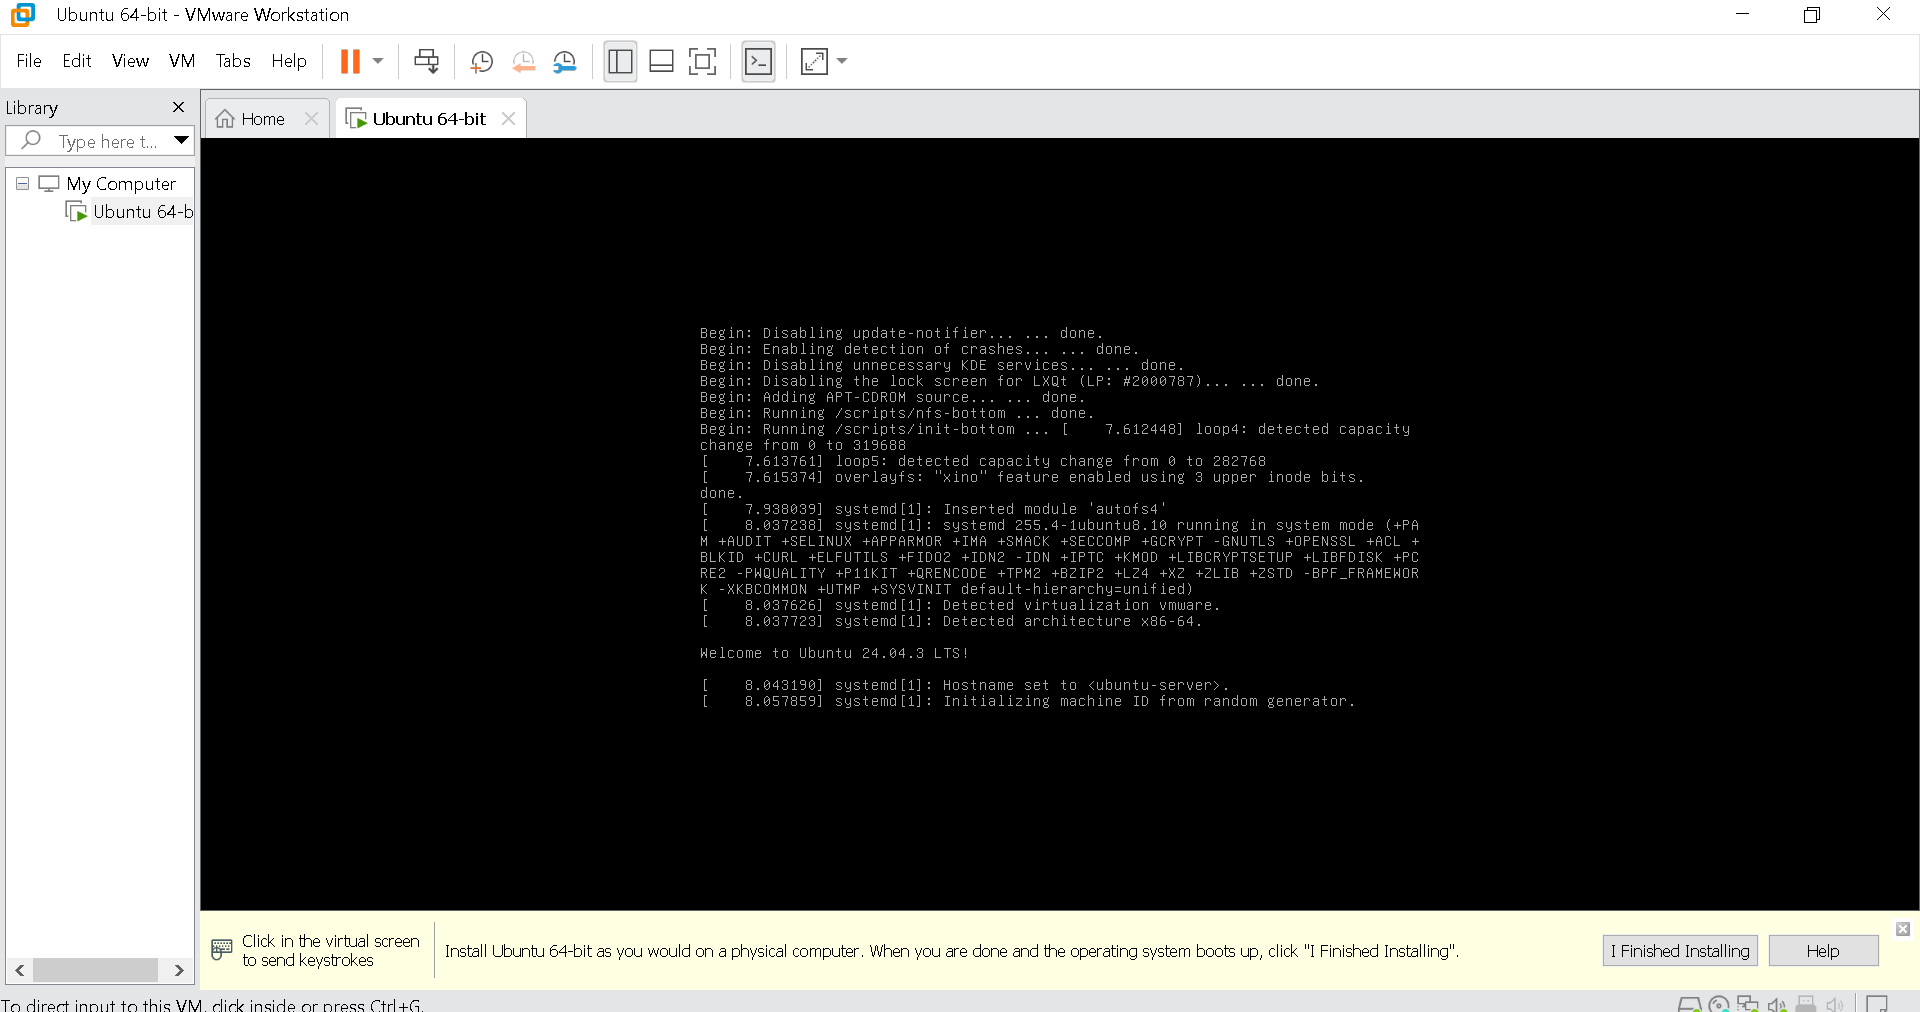 Ubuntu 64-bit - VMware Workstation
File Edit View VM Tabs Help
Library
Type here t...
My Computer
Ubuntu 64-b
Home
Ubuntu 64-bit
Begin: Disabling update-notifier... ... done.
Begin: Enabling detection of crashes... ... done.
Begin: Disabling unnecessary KDE services... ... done.
Begin: Disabling the lock screen for LXQt (LP: #2000787)... ... done.
Begin: Adding APT-CDROM source... ... done.
Begin: Running /scripts/nfs-bottom ... done.
Begin: Running /scripts/init-bottom ... [    7.612448] loop4: detected capacity
change from 0 to 319688
[    7.613761] loop5: detected capacity change from 0 to 282768
[    7.615374] overlayfs: "xino" feature enabled using 3 upper inode bits.
done.
[    7.938039] systemd[1]: Inserted module 'autofs4'
[    8.037238] systemd[1]: systemd 255.4-1ubuntu8.10 running in system mode (+PA
M +AUDIT +SELINUX +APPARMOR +IMA +SMACK +SECCOMP +GCRYPT -GNUTLS +OPENSSL +ACL +
BLKID +CURL +ELFUTILS +FIDO2 +IDN2 -IDN +IPTC +KMOD +LIBCRYPTSETUP +LIBFDISK +PC
RE2 -PWQUALITY +P11KIT +QRENCODE +TPM2 +BZIP2 +LZ4 +XZ +ZLIB +ZSTD -BPF_FRAMEWOR
K -XKBCOMMON +UTMP +SYSVINIT default-hierarchy=unified)
[    8.037626] systemd[1]: Detected virtualization vmware.
[    8.037723] systemd[1]: Detected architecture x86-64.
Welcome to Ubuntu 24.04.3 LTS!
[    8.043190] systemd[1]: Hostname set to <ubuntu-server>.
[    8.057859] systemd[1]: Initializing machine ID from random generator.
Click in the virtual screen
to send keystrokes
Install Ubuntu 64-bit as you would on a physical computer. When you are done and the operating system boots up, click "I Finished Installing".
I Finished Installing
Help
To direct input to this VM, click inside or press Ctrl+G.